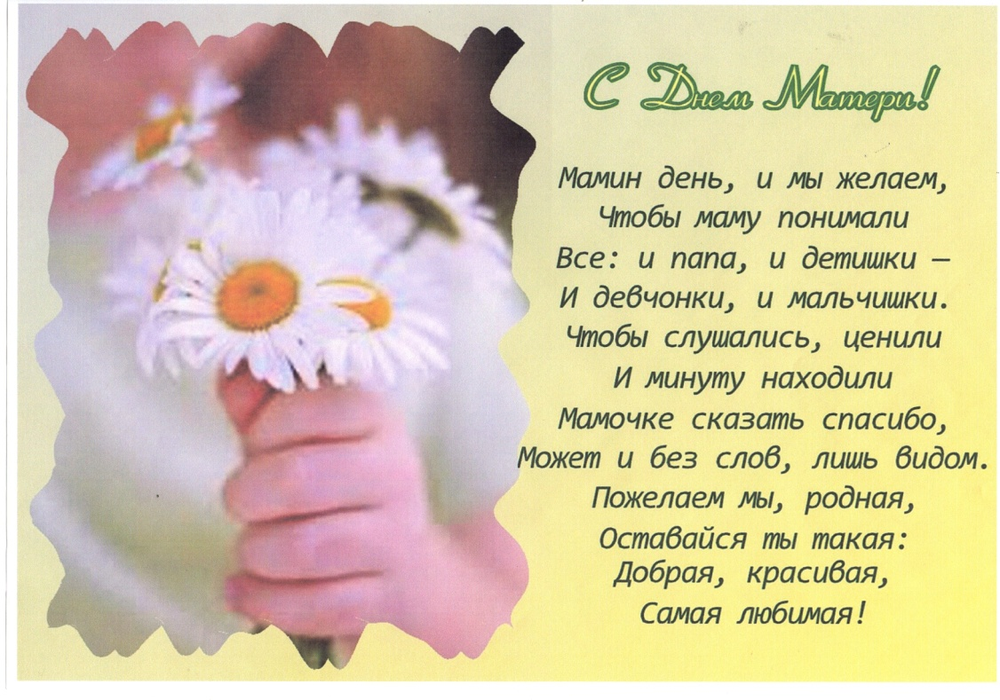 С Днем Матери!
Мамин день, и мы желаем,
Чтобы маму понимали
Все: и папа, и детишки –
И девчонки, и мальчишки.
Чтобы слушались, ценили
И минуту находили
Мамочке сказать спасибо,
Может и без слов, лишь видом.
Пожелаем мы, родная,
Оставайся ты такая:
Добрая, красивая,
Самая любимая!